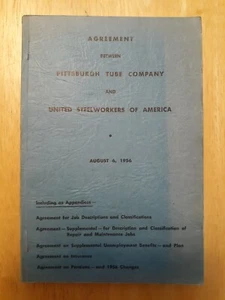 AGREEMENT
BETWEEN
PITTSBURGH TUBE COMPANY
AND
UNITED STEELWORKERS OF AMERICA
AUGUST 6, 1956
Including as Appendices—
Agreement for Job Descriptions and Classifications
Agreement—Supplemental—for Description and Classification of
Repair and Maintenance Jobs
Agreement on Supplemental Unemployment Benefits—and Plan
Agreement on Insurance
Agreement on Pensions—and 1956 Changes